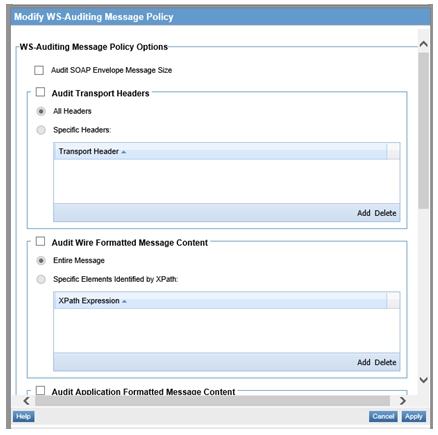 Modify WS-Auditing Message Policy
WS-Auditing Message Policy Options
Audit SOAP Envelope Message Size
Audit Transport Headers
All Headers
Specific Headers:
Transport Header
Add Delete
Audit Wire Formatted Message Content
Entire Message
Specific Elements Identified by XPath:
XPath Expression
Add Delete
Audit Application Formatted Message Content
Help Cancel Apply